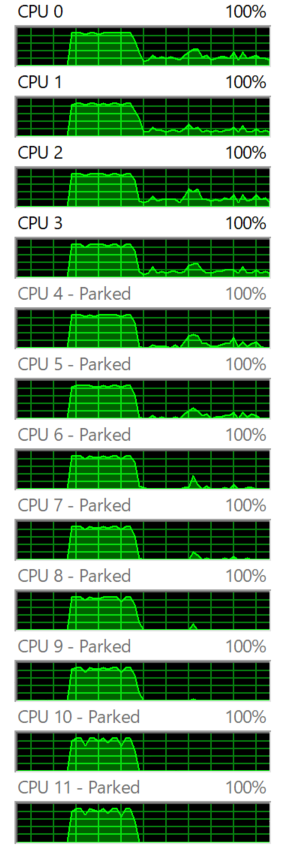 CPU 0 100%
CPU 1 100%
CPU 2 100%
CPU 3 100%
CPU 4 - Parked 100%
CPU 5 - Parked 100%
CPU 6 - Parked 100%
CPU 7 - Parked 100%
CPU 8 - Parked 100%
CPU 9 - Parked 100%
CPU 10 - Parked 100%
CPU 11 - Parked 100%